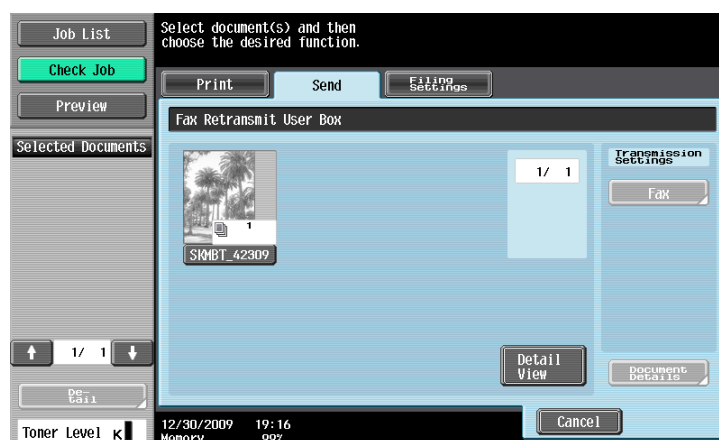 Job List
Check Job
Preview
Selected Documents
1/ 1
De-
tail
Toner Level K
Select document(s) and then
choose the desired function.
Print
Send
Filing
Settings
Fax Retransmit User Box
1
SKMBT_42309
1/ 1
Detail
View
Transmission
Settings
Fax
Document
Details
12/30/2009 19:16
Memory 99%
Cancel